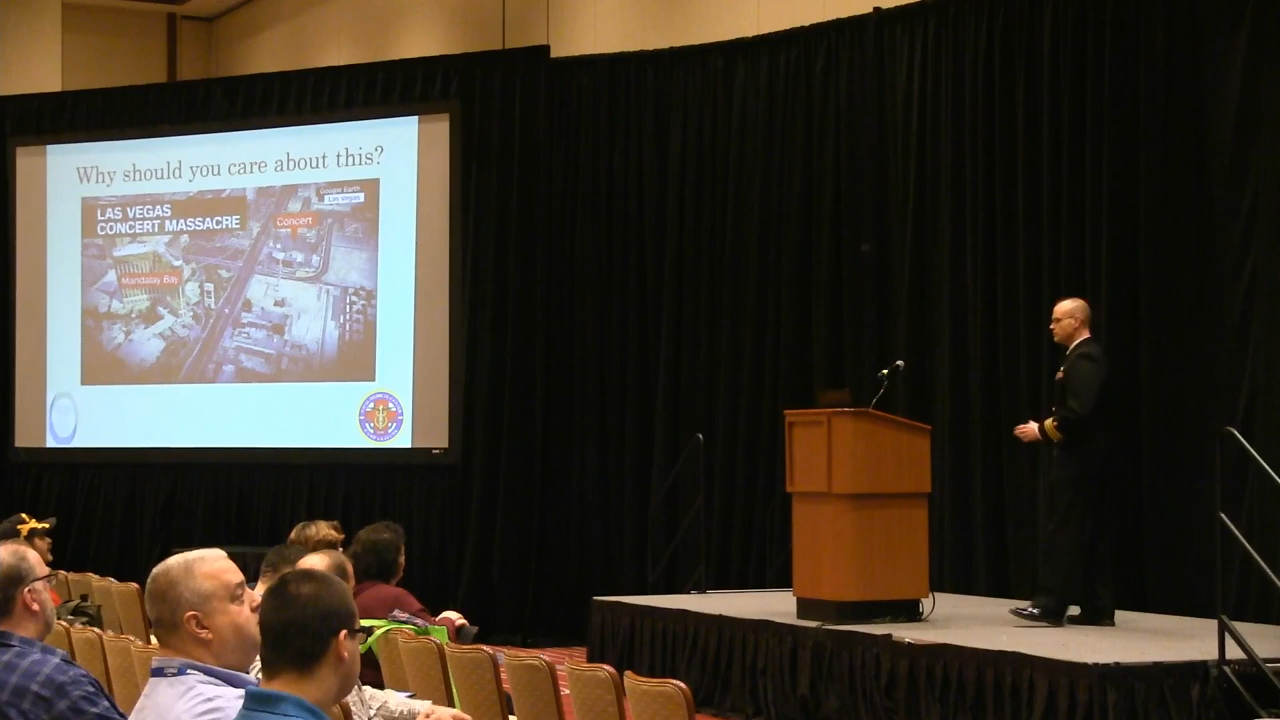 Why should you care about this?
Google Earth
Las Vegas
LAS VEGAS
CONCERT MASSACRE
Concert
Mandalay Bay